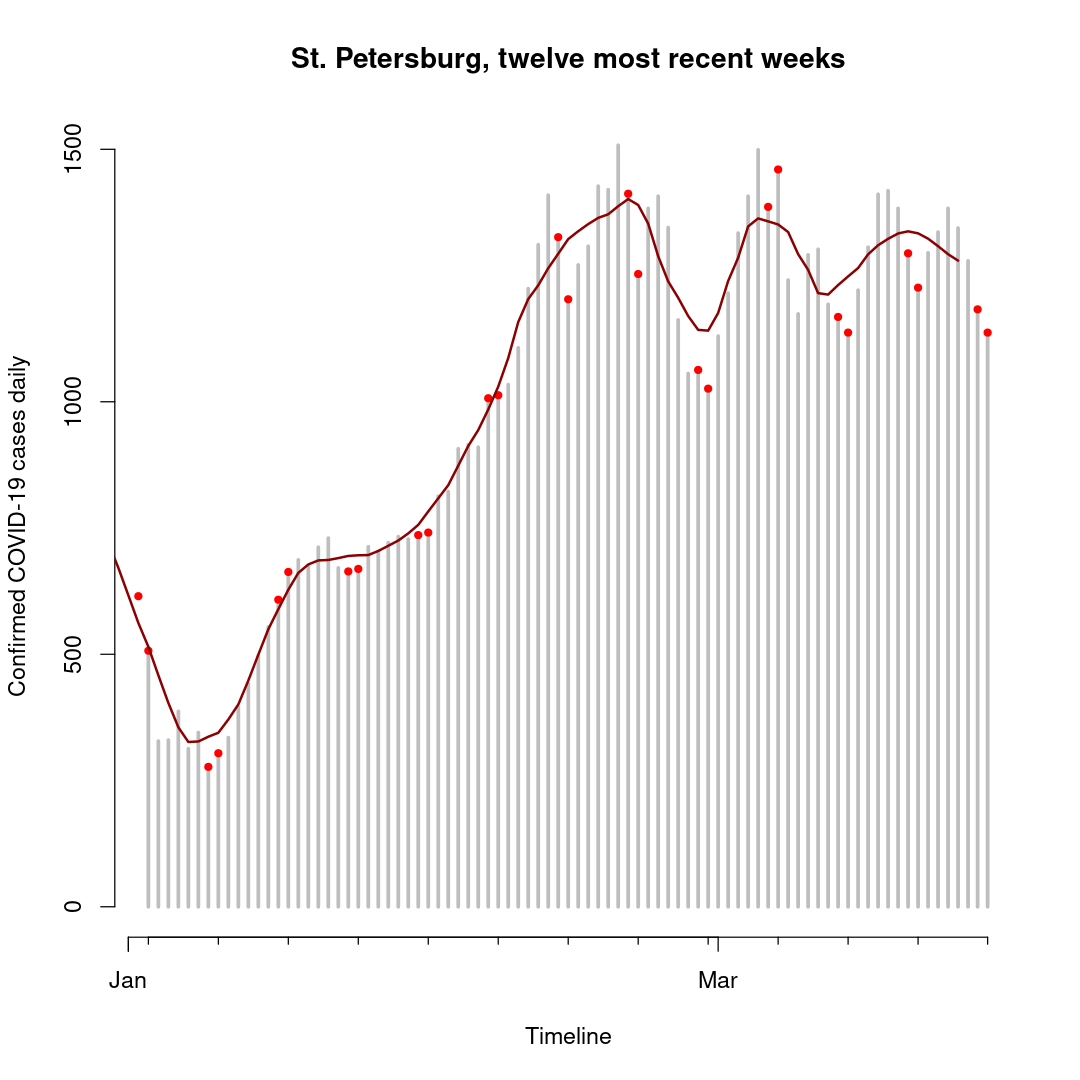 St. Petersburg, twelve most recent weeks
1500
1000
500
0
Confirmed COVID-19 cases daily
Jan
Mar
Timeline